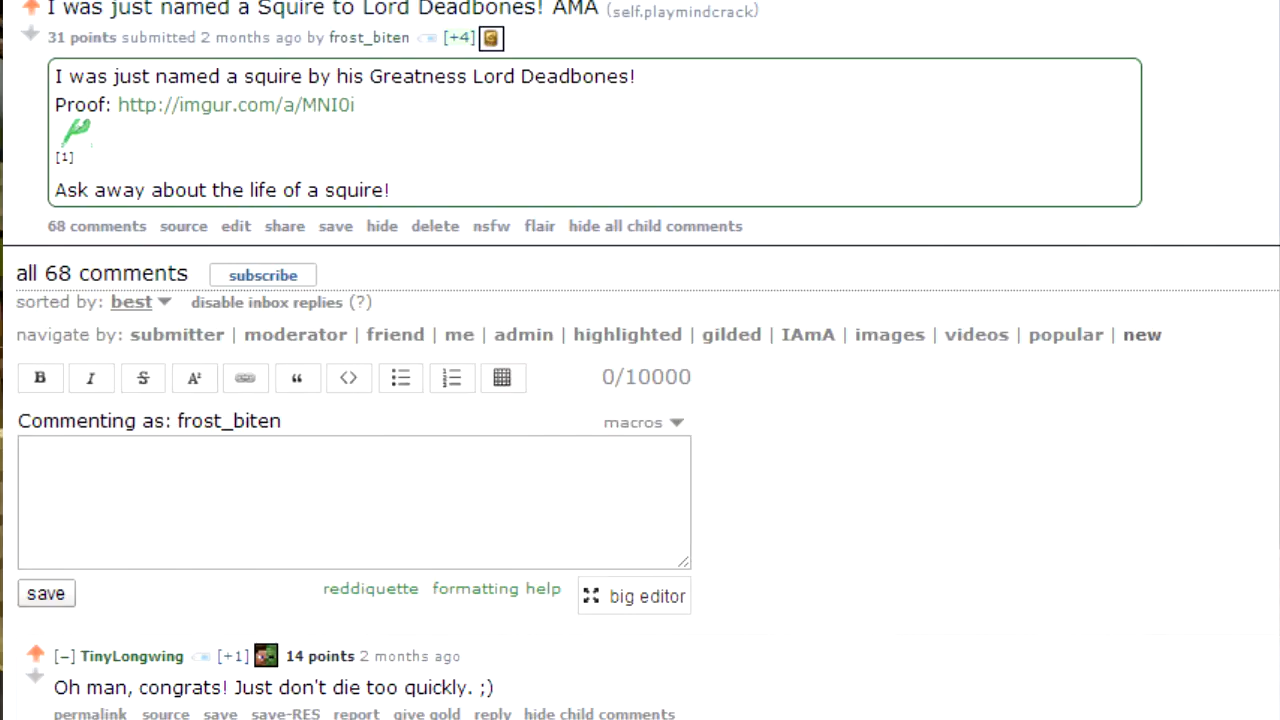 I was just named a Squire to Lord Deadbones! AMA (self.playmindcrack)
31 points submitted 2 months ago by frost_biten [+4]
I was just named a squire by his Greatness Lord Deadbones!
Proof: http://imgur.com/a/MNI0i
[1]
Ask away about the life of a squire!
68 comments source edit share save hide delete nsfw flair hide all child comments
all 68 comments subscribe
sorted by: best disable inbox replies (?)
navigate by: submitter | moderator | friend | me | admin | highlighted | gilded | IAmA | images | videos | popular | new
B I S A² “ <> 0/10000
Commenting as: frost_biten macros
save reddiquette formatting help big editor
[–] TinyLongwing [+1] 14 points 2 months ago
Oh man, congrats! Just don't die too quickly. ;)
permalink source save save-RES report give gold reply hide child comments